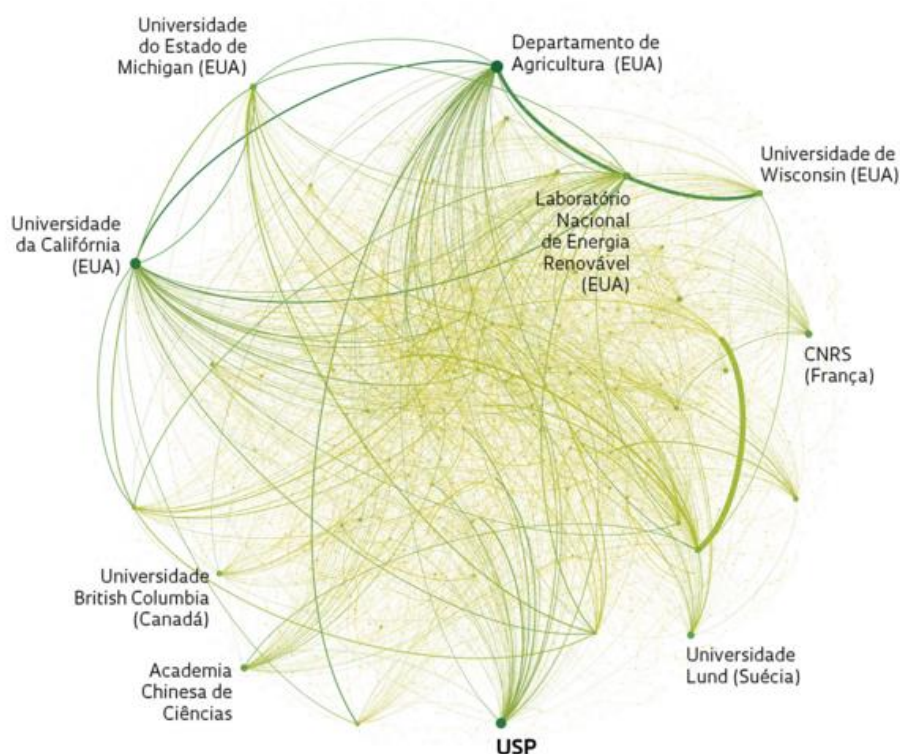 Universidade
do Estado de
Michigan (EUA)
Departamento de
Agricultura (EUA)
Universidade de
Wisconsin (EUA)
Laboratório
Nacional
de Energia
Renovável
(EUA)
Universidade
da Califórnia
(EUA)
CNRS
(França)
Universidade
British Columbia
(Canadá)
Academia
Chinesa de
Ciências
Universidade
Lund (Suécia)
USP